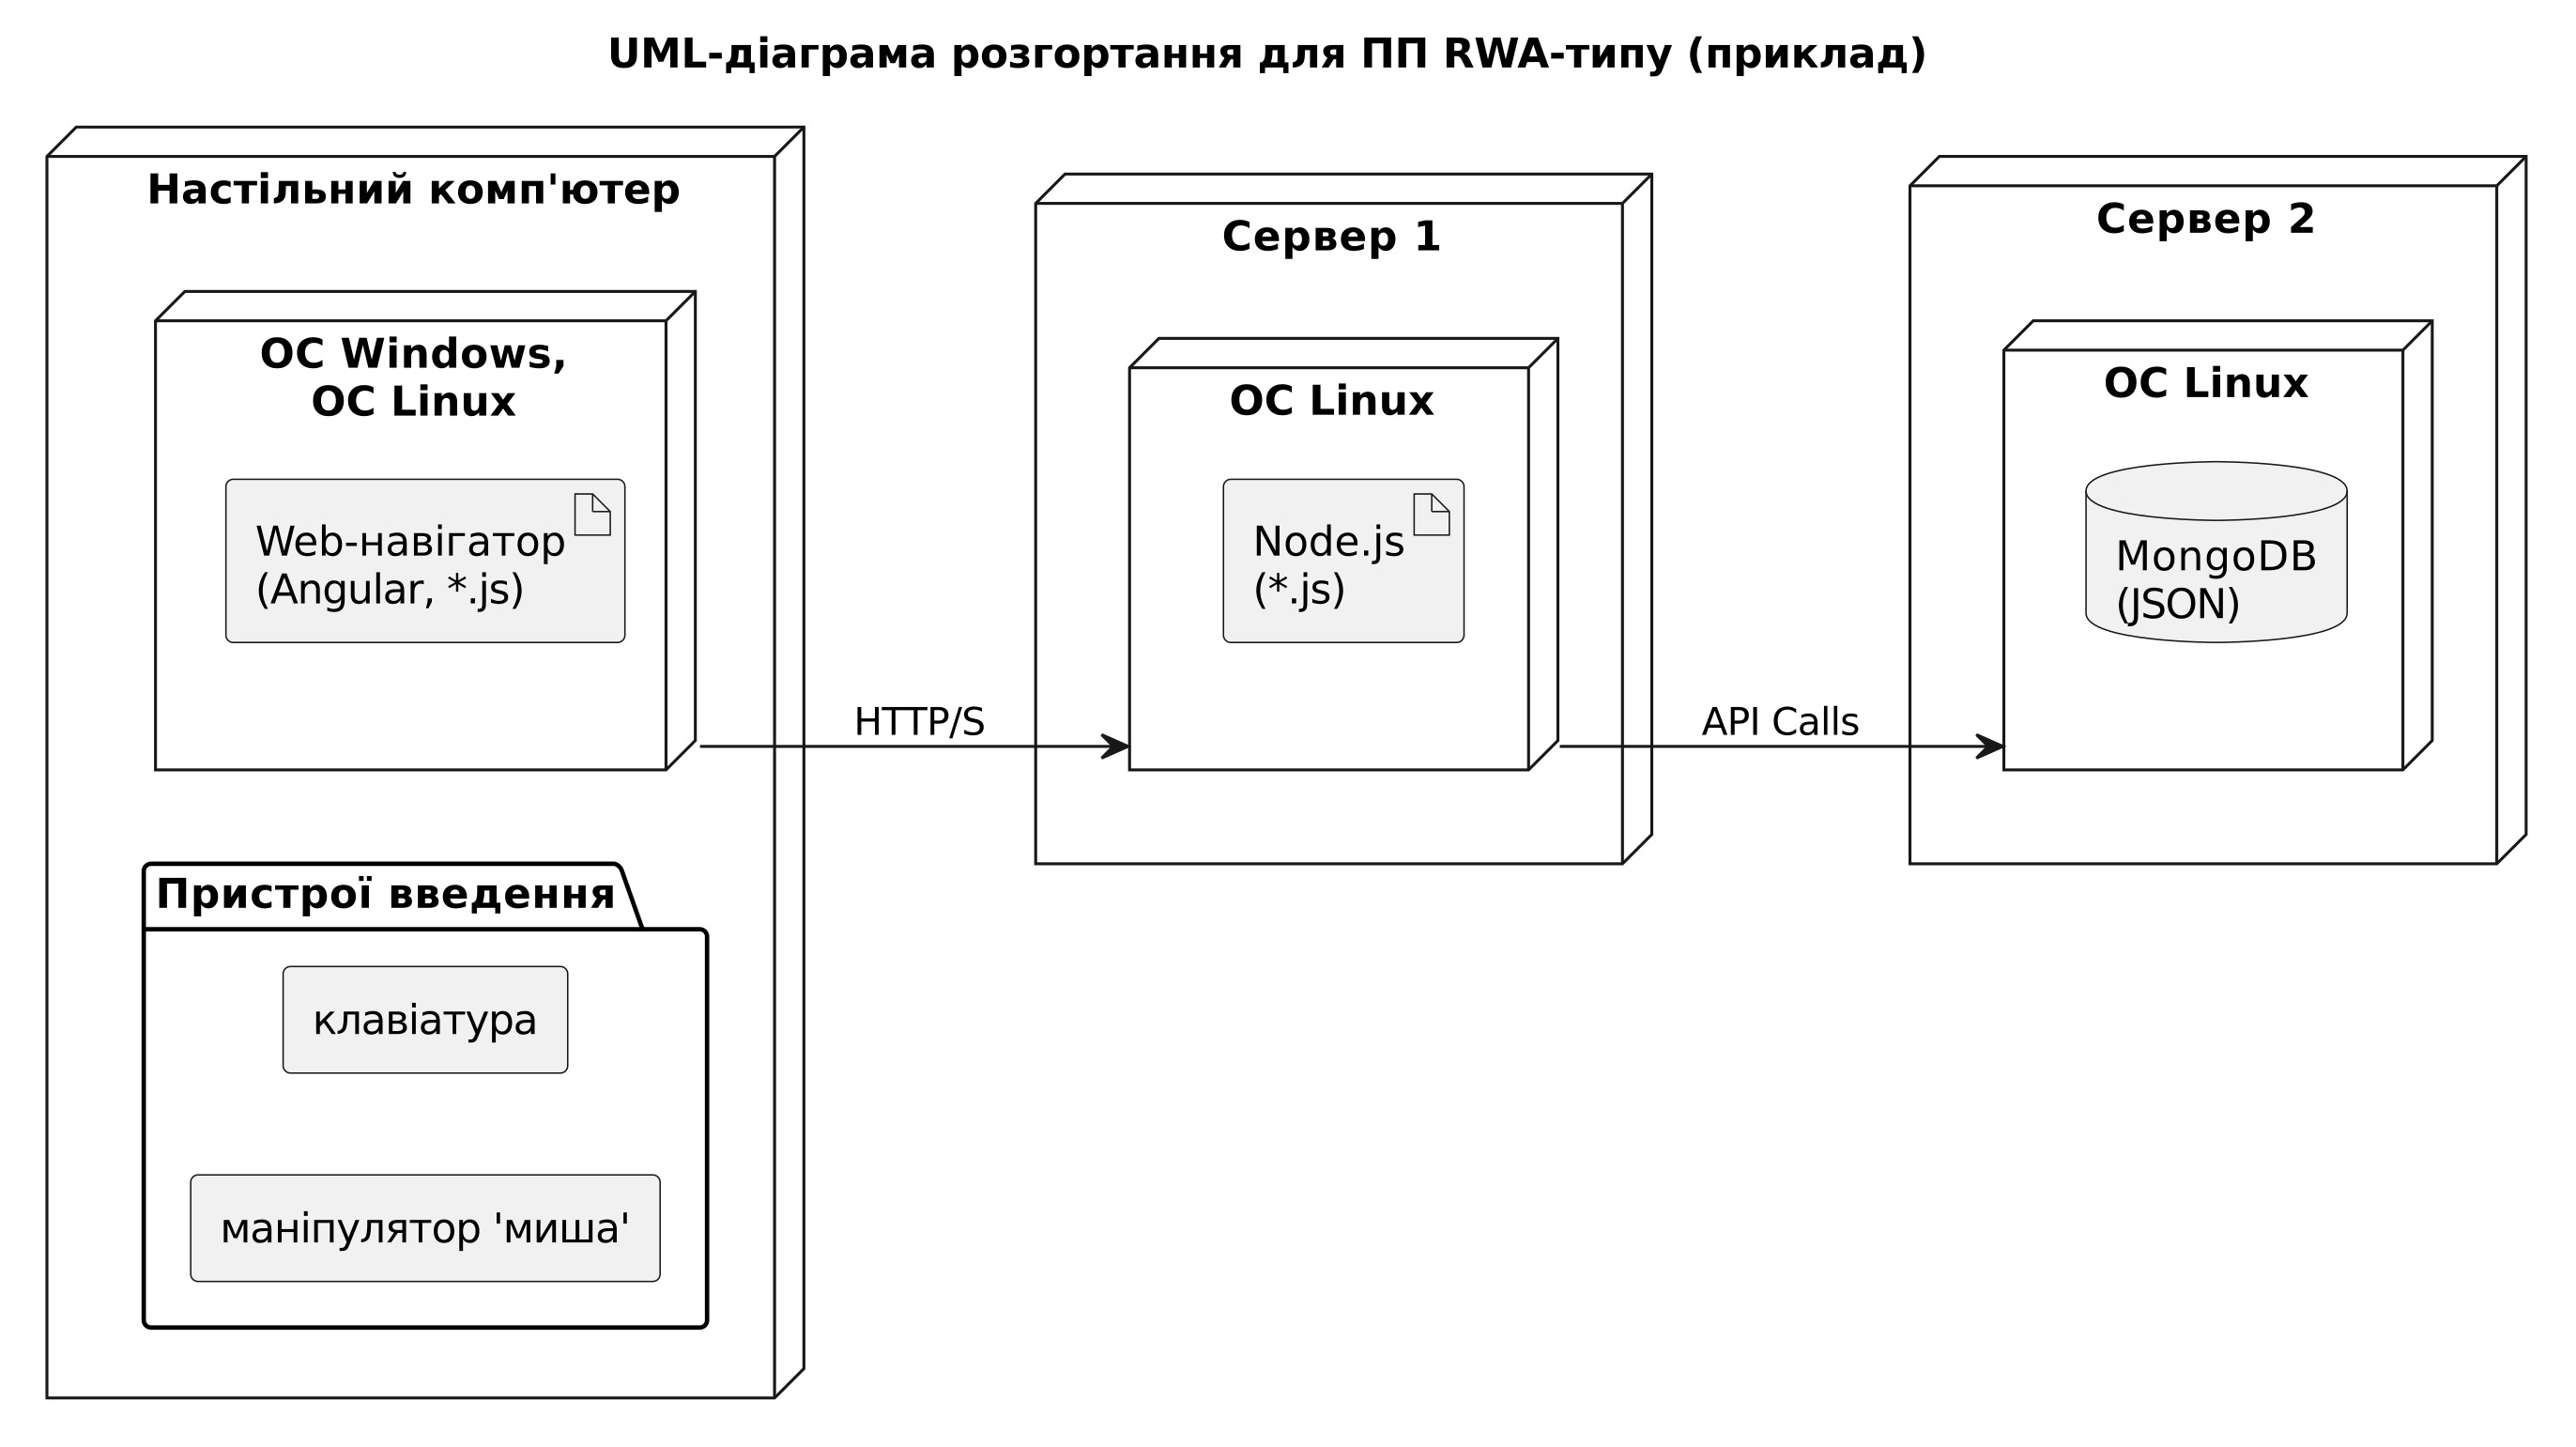 UML-діаграма розгортання для ПП RWA-типу (приклад)
Настільний комп'ютер
ОС Windows,
ОС Linux
Web-навігатор
(Angular, *.js)
Пристрої введення
клавіатура
маніпулятор 'миша'
HTTP/S
Сервер 1
ОС Linux
Node.js
(*.js)
API Calls
Сервер 2
ОС Linux
MongoDB
(JSON)